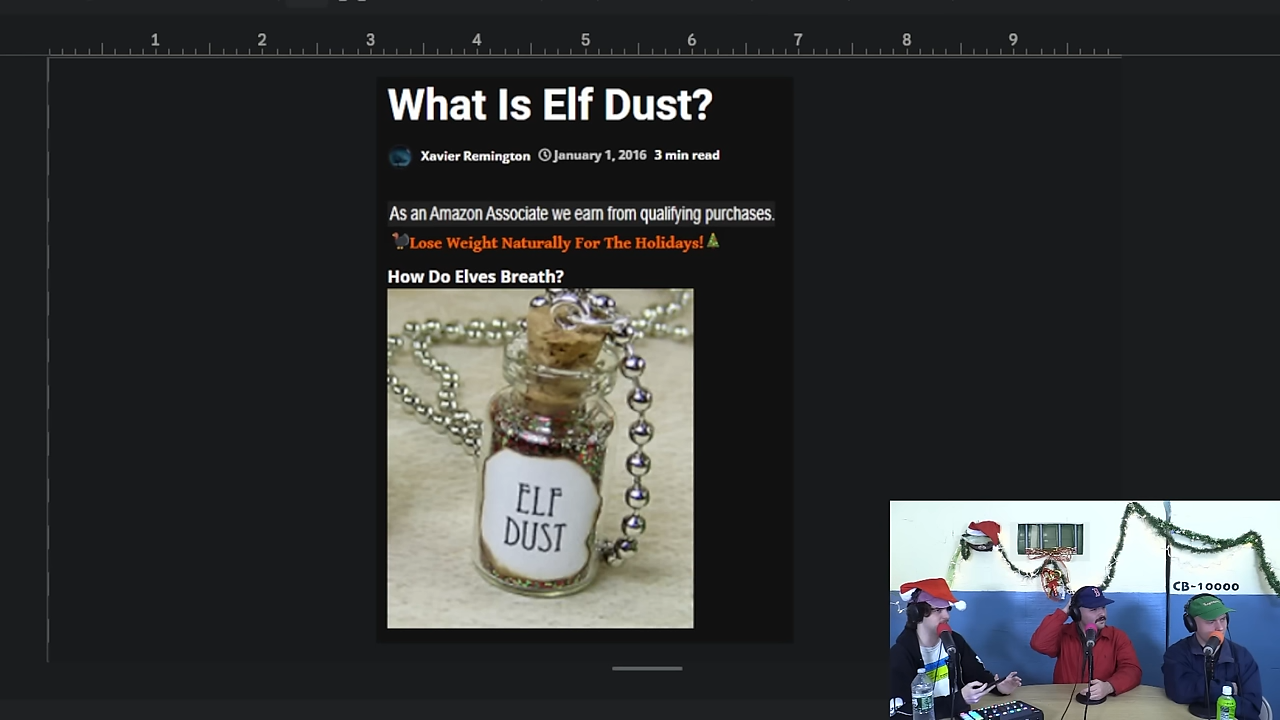 1 2 3 4 5 6 7 8 9
What Is Elf Dust?
Xavier Remington January 1, 2016 3 min read
As an Amazon Associate we earn from qualifying purchases.
Lose Weight Naturally For The Holidays!
How Do Elves Breath?
ELF
DUST
CB-10000
B